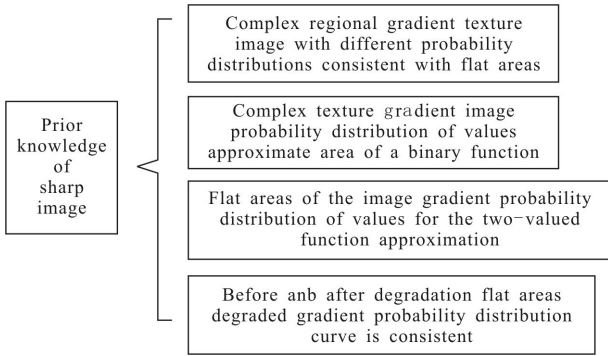 Prior
knowledge
of
sharp
image
Complex regional gradient texture
image with different probability
distributions consistent with flat areas
Complex texture gradient image
probability distribution of values
approximate area of a binary function
Flat areas of the image gradient probability
distribution of values for the two-valued
function approximation
Before anb after degradation flat areas
degraded gradient probability distribution
curve is consistent